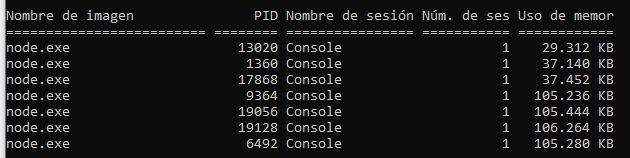 Nombre de imagen               PID Nombre de sesión Núm. de ses Uso de memor
========================= ======== ================ =========== ============
node.exe                     13020 Console                    1    29.312 KB
node.exe                      1360 Console                    1    37.140 KB
node.exe                     17868 Console                    1    37.452 KB
node.exe                      9364 Console                    1   105.236 KB
node.exe                     19056 Console                    1   105.444 KB
node.exe                     19128 Console                    1   106.264 KB
node.exe                      6492 Console                    1   105.280 KB